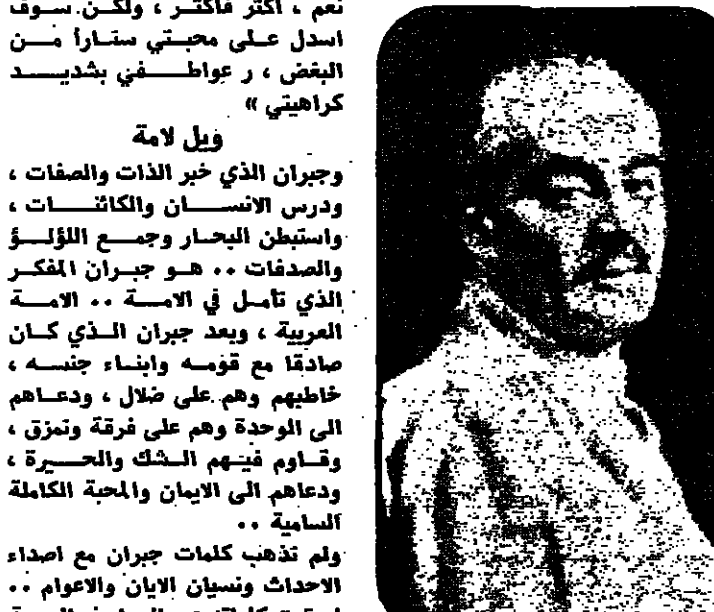 نعم ، اكثر فاكثر ، ولكن سوف
اسدل على محبتي ستارا من
البغض ، ر عواطفي بشديد
كراهيتي »
ويل لامة
وجبران الذي خبر الذات والصفات ،
ودرس الانسان والكائنات ،
واستبطن البحار وجمع اللؤلؤ
والصدفات .. هو جبران المفكر
الذي تأمل في الامة .. الامة
العربية ، وبعد جبران الذي كان
صادقا مع قومه وابناء جنسه ،
خاطبهم وهم على ضلال ، ودعاهم
الى الوحدة وهم على فرقة وتمزق ،
وقاوم فيهم الشك والحيرة ،
ودعاهم الى الايمان والمحبة الكاملة
السامية ..
ولم تذهب كلمات جبران مع اصداء
الاحداث ونسيان الايان والاعوام ..